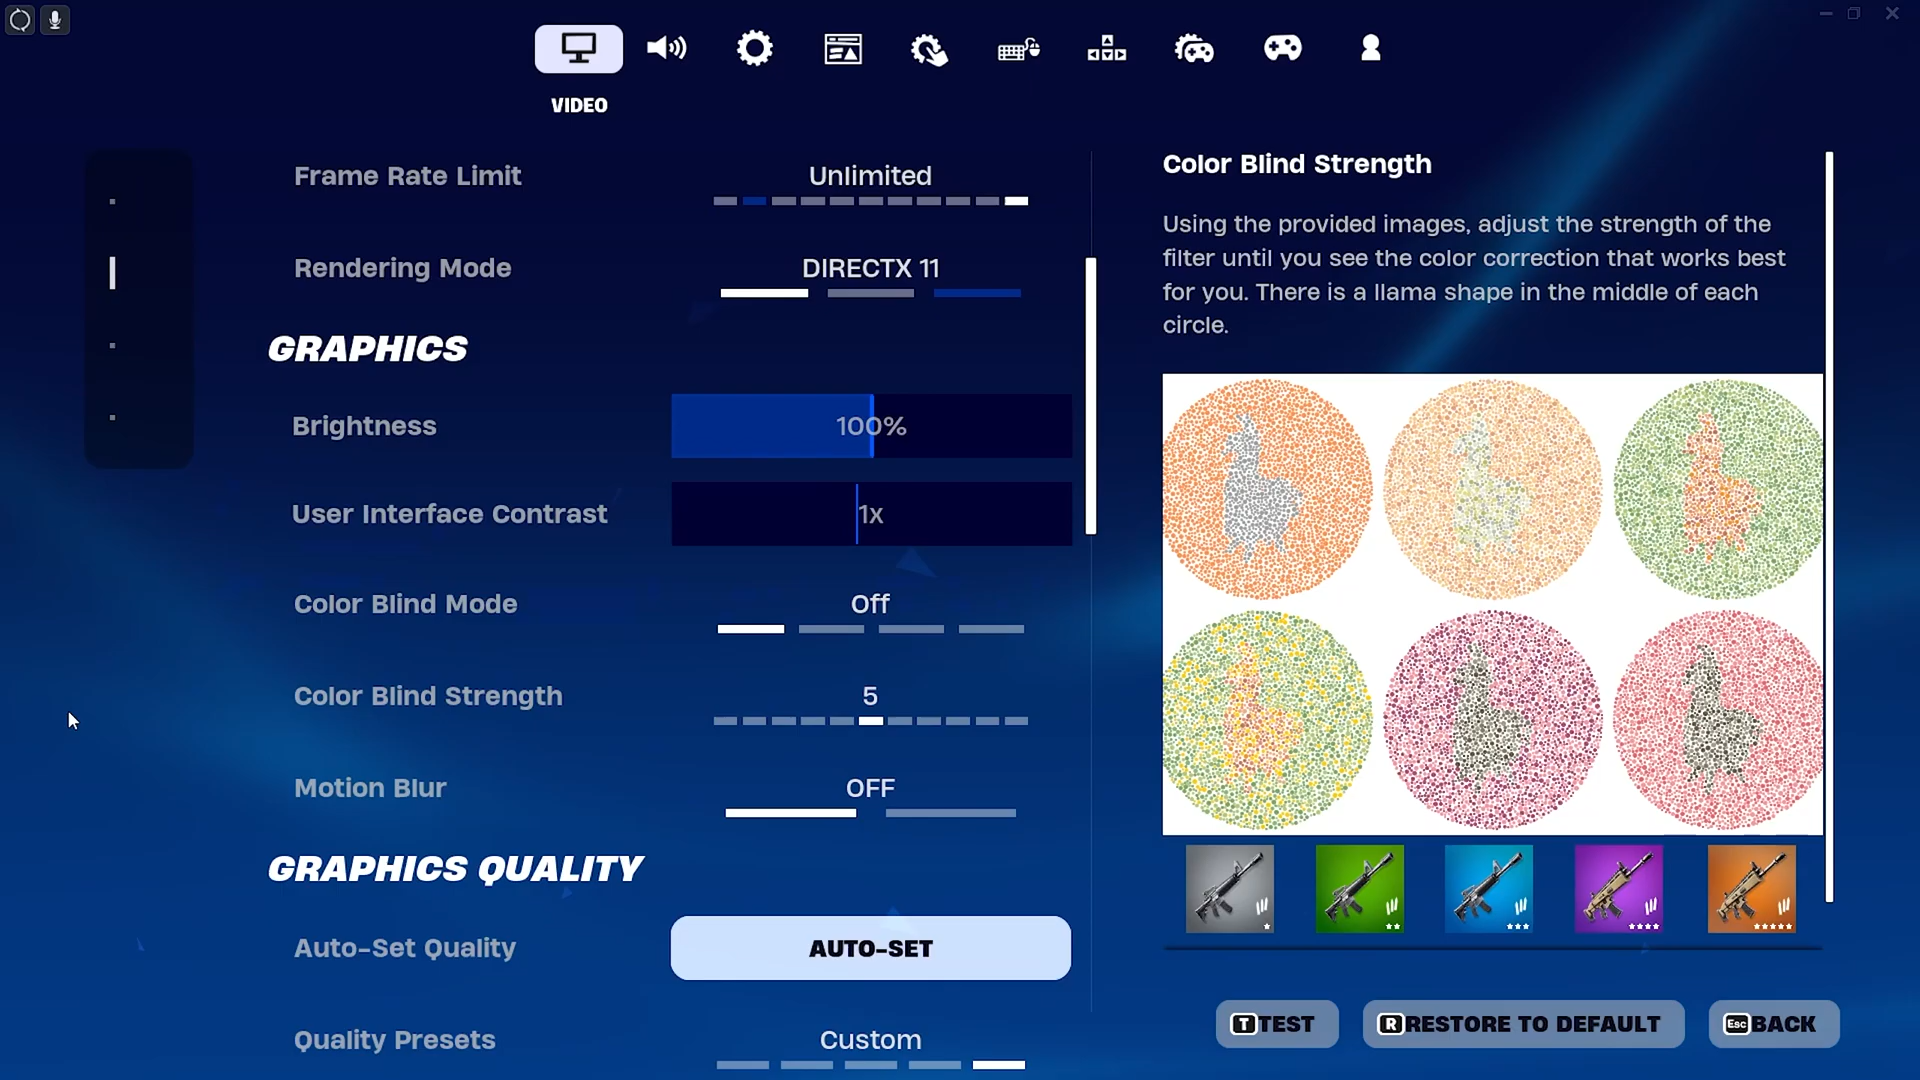 VIDEO
Frame Rate Limit
Unlimited
Rendering Mode
DIRECTX 11
GRAPHICS
Brightness
100%
User Interface Contrast
1x
Color Blind Mode
Off
Color Blind Strength
5
Motion Blur
OFF
GRAPHICS QUALITY
Auto-Set Quality
AUTO-SET
Quality Presets
Custom
Color Blind Strength
Using the provided images, adjust the strength of the
filter until you see the color correction that works best
for you. There is a llama shape in the middle of each
circle.
T TEST
R RESTORE TO DEFAULT
Esc BACK